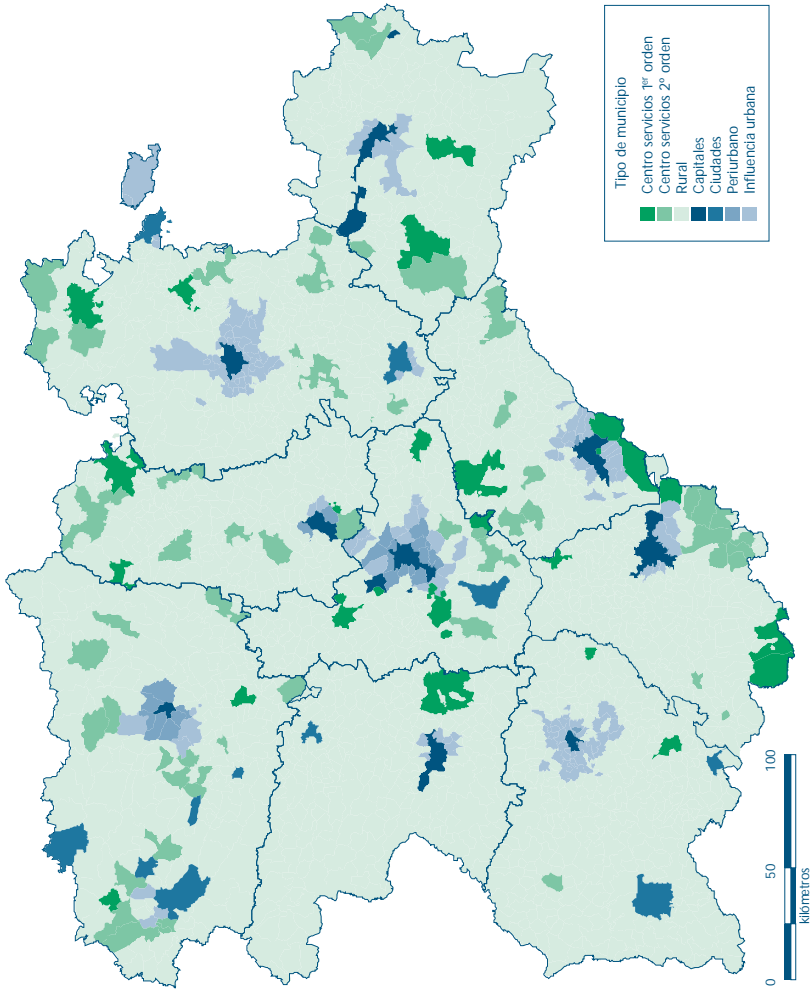 Tipo de municipio
Centro servicios 1er orden
Centro servicios 2º orden
Rural
Capitales
Ciudades
Periurbano
Influencia urbana
0 50 100
kilómetros